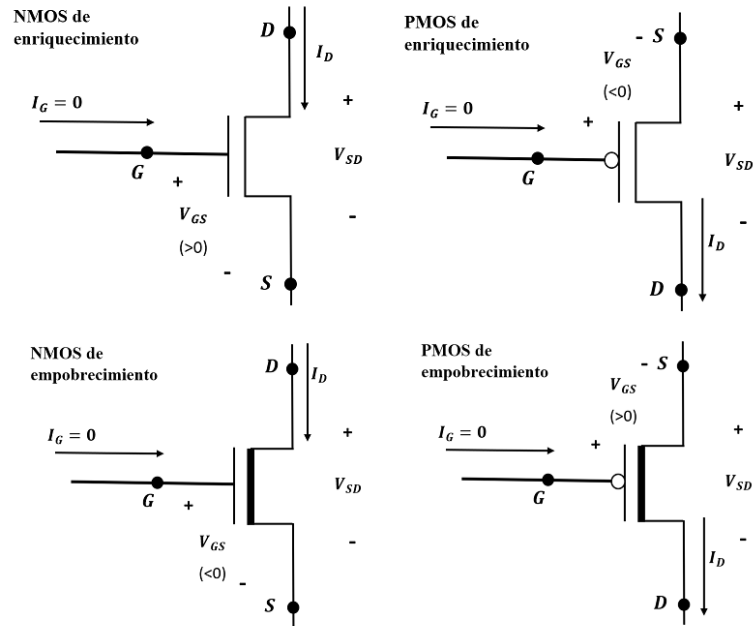 NMOS de
enriquecimiento
D
I_D
I_G = 0
+
V_SD
G
+
-
V_GS
(>0)
-
S
PMOS de
enriquecimiento
- S
V_GS
(<0)
I_G = 0
+
+
V_SD
G
-
I_D
D
NMOS de
empobrecimiento
D
I_D
I_G = 0
+
V_SD
G
+
V_GS
-
(<0)
-
S
PMOS de
empobrecimiento
- S
V_GS
(>0)
I_G = 0
+
+
V_SD
G
-
I_D
D